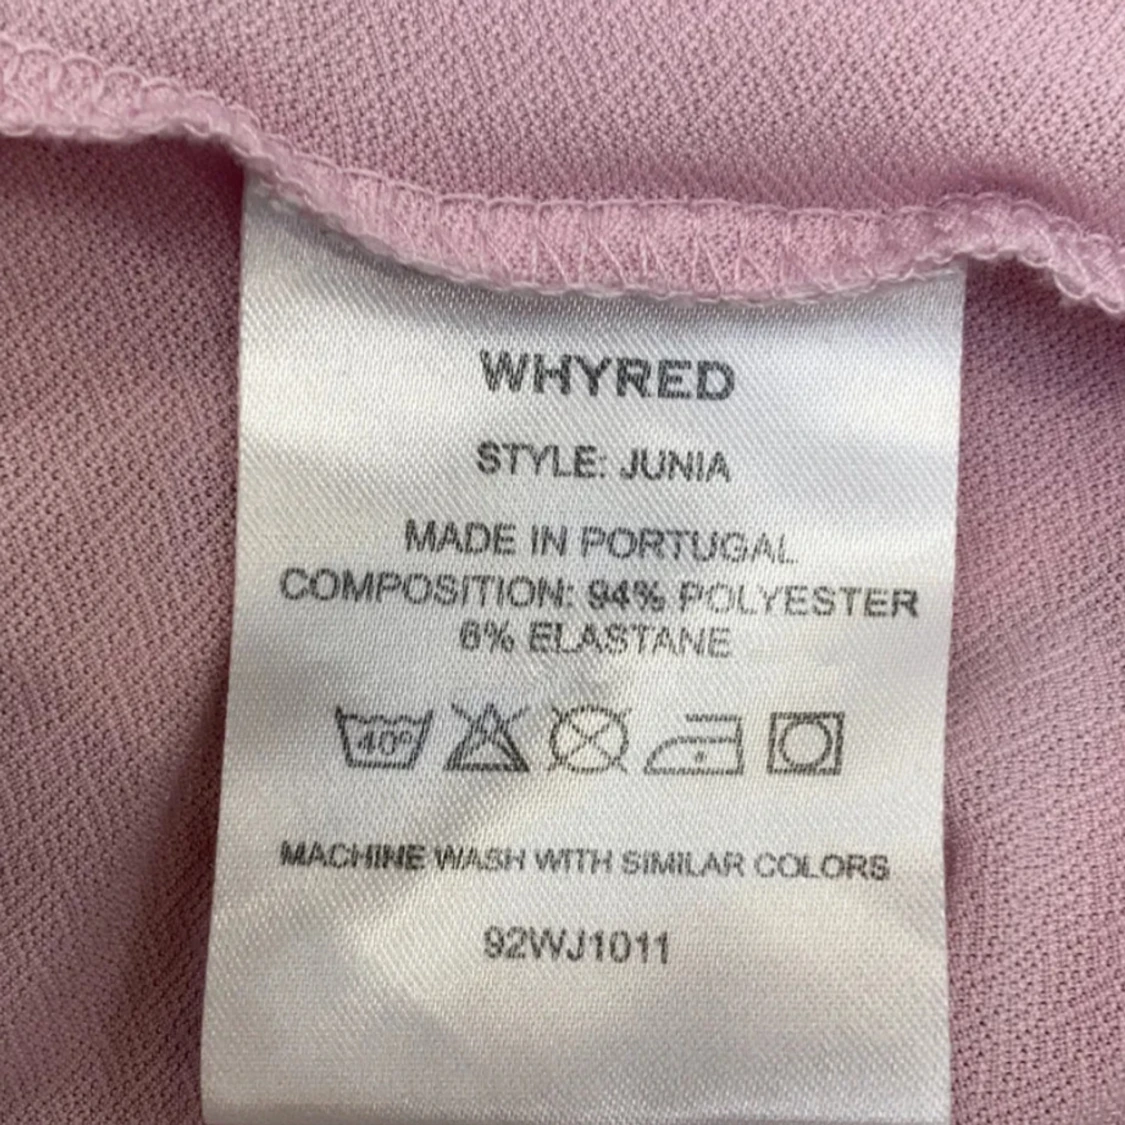 WHYRED
STYLE: JUNIA
MADE IN PORTUGAL
COMPOSITION: 94% POLYESTER
6% ELASTANE
40°
MACHINE WASH WITH SIMILAR COLORS
92WJ1011